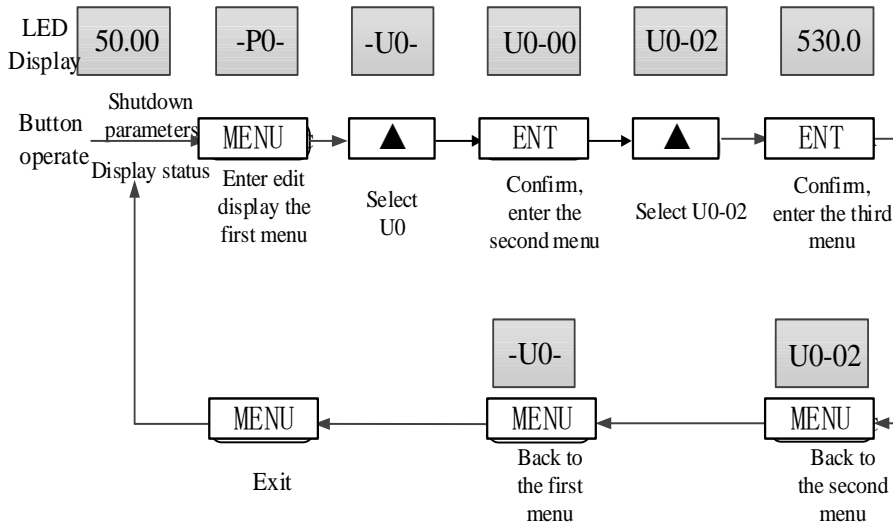 LED
Display
50.00
-P0-
-U0-
U0-00
U0-02
530.0
Button
operate
Shutdown
parameters
Display status
MENU
▲
ENT
▲
ENT
Enter edit
display the
first menu
Select
U0
Confirm,
enter the
second menu
Select U0-02
Confirm,
enter the third
menu
-U0-
U0-02
MENU
MENU
MENU
Exit
Back to
the first
menu
Back to
the second
menu